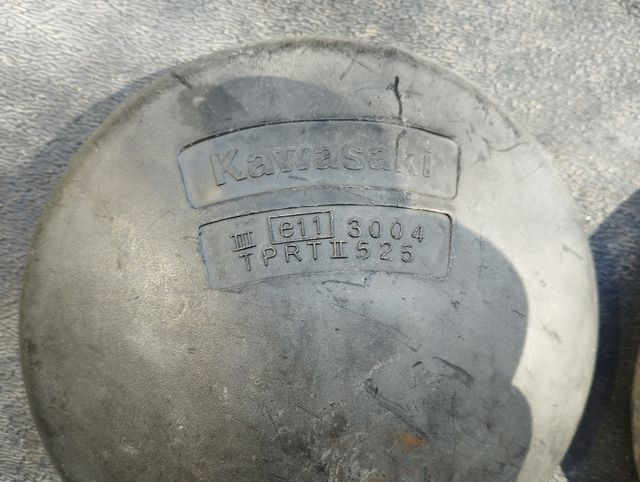 Kawasaki
III e11 3004
TPRT II 525